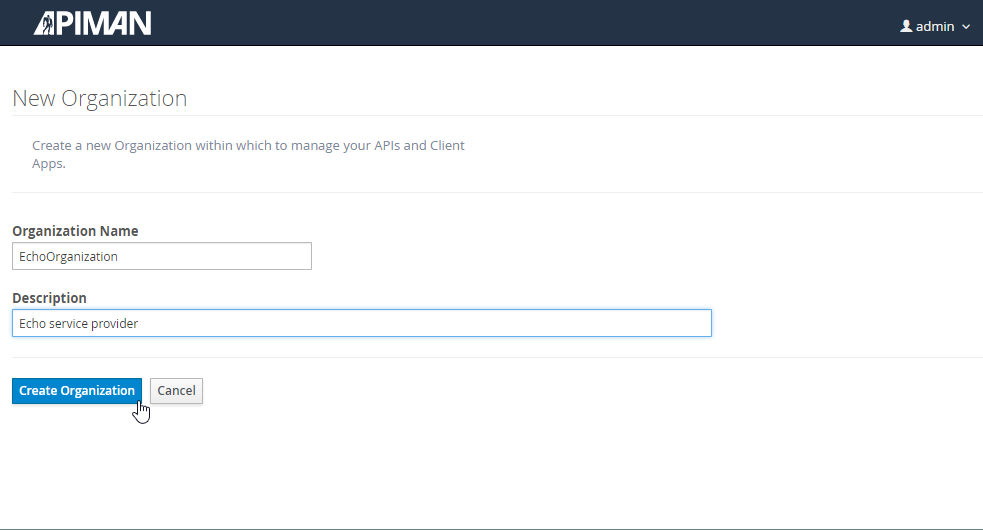 APIMAN
admin
New Organization
Create a new Organization within which to manage your APIs and Client
Apps.
Organization Name
EchoOrganization
Description
Echo service provider
Create Organization Cancel